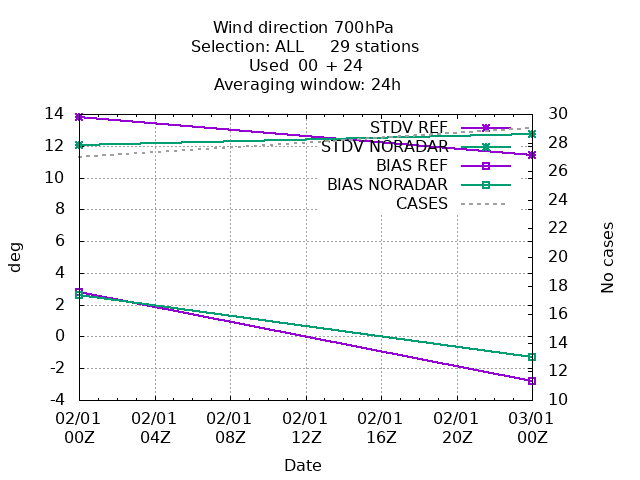 Wind direction 700hPa
Selection: ALL 29 stations
Used 00 + 24
Averaging window: 24h
14
12
10
8
6
4
2
0
-2
-4
30
28
26
24
22
20
18
16
14
13
12
10
deg
No cases
STDV REF
STDV NORADAR
BIAS REF
BIAS NORADAR
CASES
02/01 02/01 02/01 02/01 02/01 02/01 03/01
00Z 04Z 08Z 12Z 16Z 20Z 00Z
Date